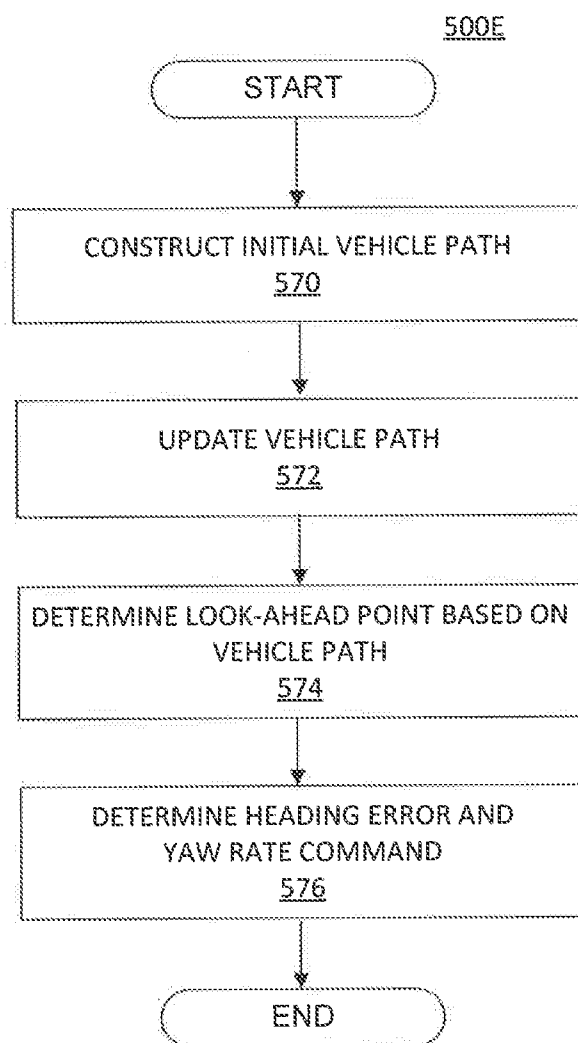 500E
START
CONSTRUCT INITIAL VEHICLE PATH
570
UPDATE VEHICLE PATH
572
DETERMINE LOOK-AHEAD POINT BASED ON
VEHICLE PATH
574
DETERMINE HEADING ERROR AND
YAW RATE COMMAND
576
END